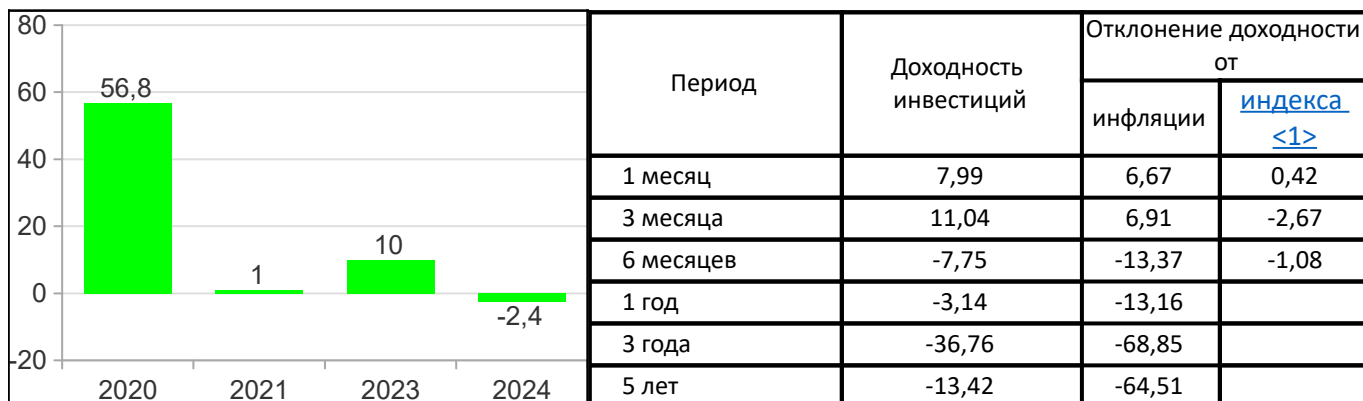 80
60
40
20
0
-20
56,8
1
10
-2,4
2020 2021 2023 2024
Период
Доходность
инвестиций
Отклонение доходности
от
инфляции
индекса
<1>
1 месяц 7,99 6,67 0,42
3 месяца 11,04 6,91 -2,67
6 месяцев -7,75 -13,37 -1,08
1 год -3,14 -13,16
3 года -36,76 -68,85
5 лет -13,42 -64,51